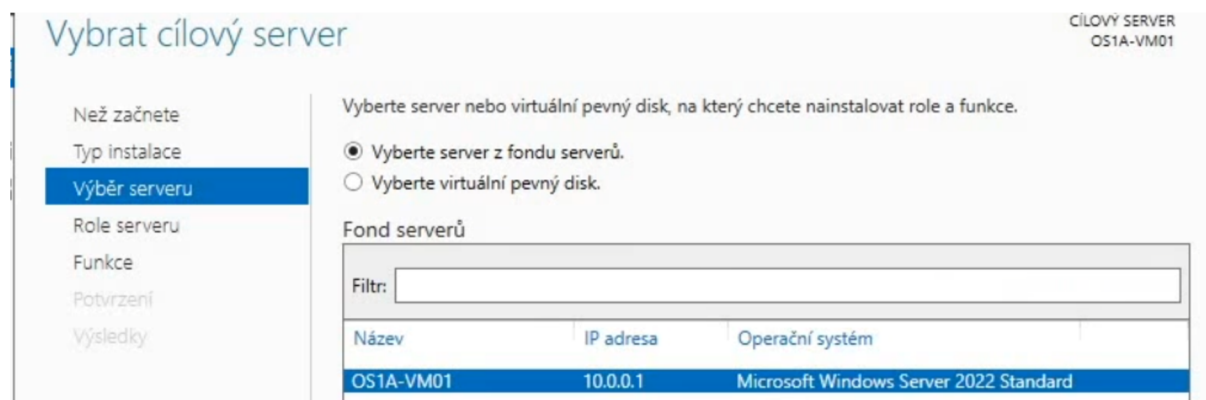 Vybrat cílový server
CÍLOVÝ SERVER
OS1A-VM01
Než začnete
Typ instalace
Výběr serveru
Role serveru
Funkce
Potvrzení
Výsledky
Vyberte server nebo virtuální pevný disk, na který chcete nainstalovat role a funkce.
Vyberte server z fondu serverů.
Vyberte virtuální pevný disk.
Fond serverů
Filtr:
Název IP adresa Operační systém
OS1A-VM01 10.0.0.1 Microsoft Windows Server 2022 Standard